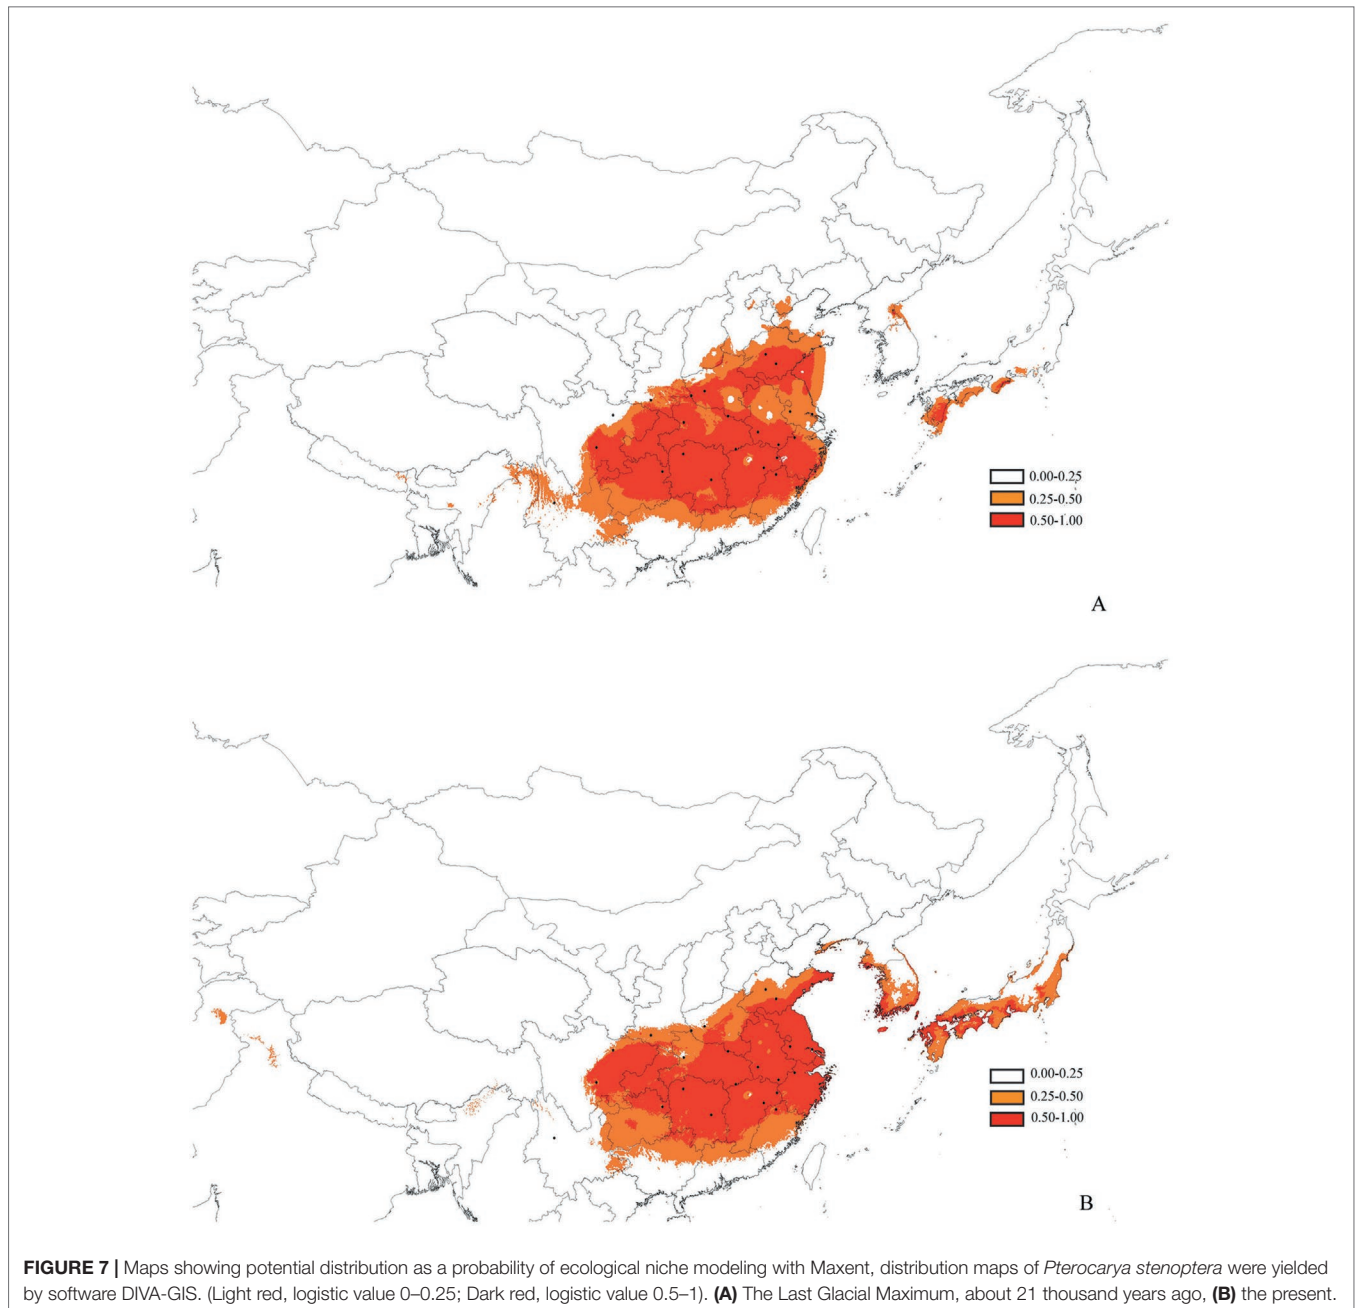 0.00-0.25
0.25-0.50
0.50-1.00
A
0.00-0.25
0.25-0.50
0.50-1.00
B
FIGURE 7 | Maps showing potential distribution as a probability of ecological niche modeling with Maxent, distribution maps of Pterocarya stenoptera were yielded
by software DIVA-GIS. (Light red, logistic value 0–0.25; Dark red, logistic value 0.5–1). (A) The Last Glacial Maximum, about 21 thousand years ago, (B) the present.